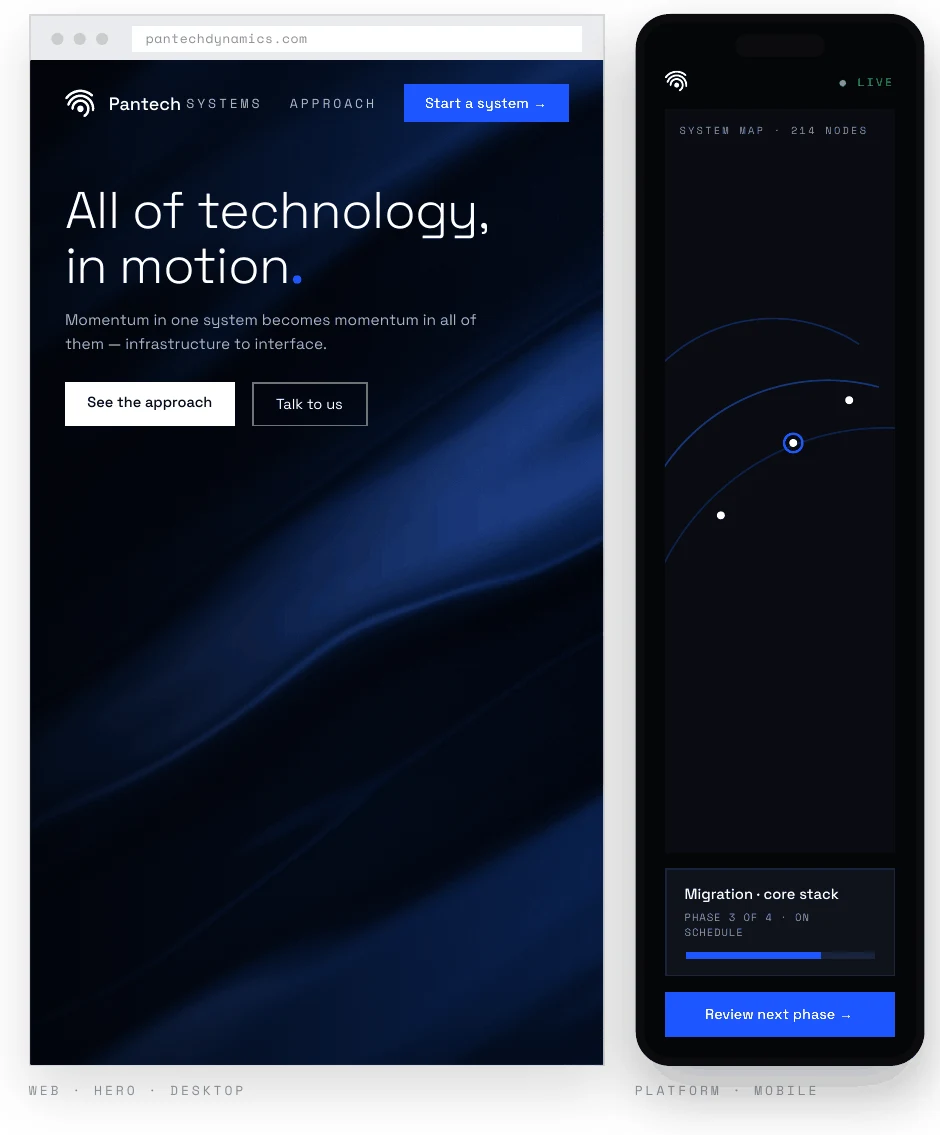 pantechdynamics.com
Pantech SYSTEMS APPROACH Start a system →
All of technology,
in motion.
Momentum in one system becomes momentum in all of
them — infrastructure to interface.
See the approach Talk to us
WEB · HERO · DESKTOP
● LIVE
SYSTEM MAP · 214 NODES
Migration · core stack
PHASE 3 OF 4 · ON
SCHEDULE
Review next phase →
PLATFORM · MOBILE